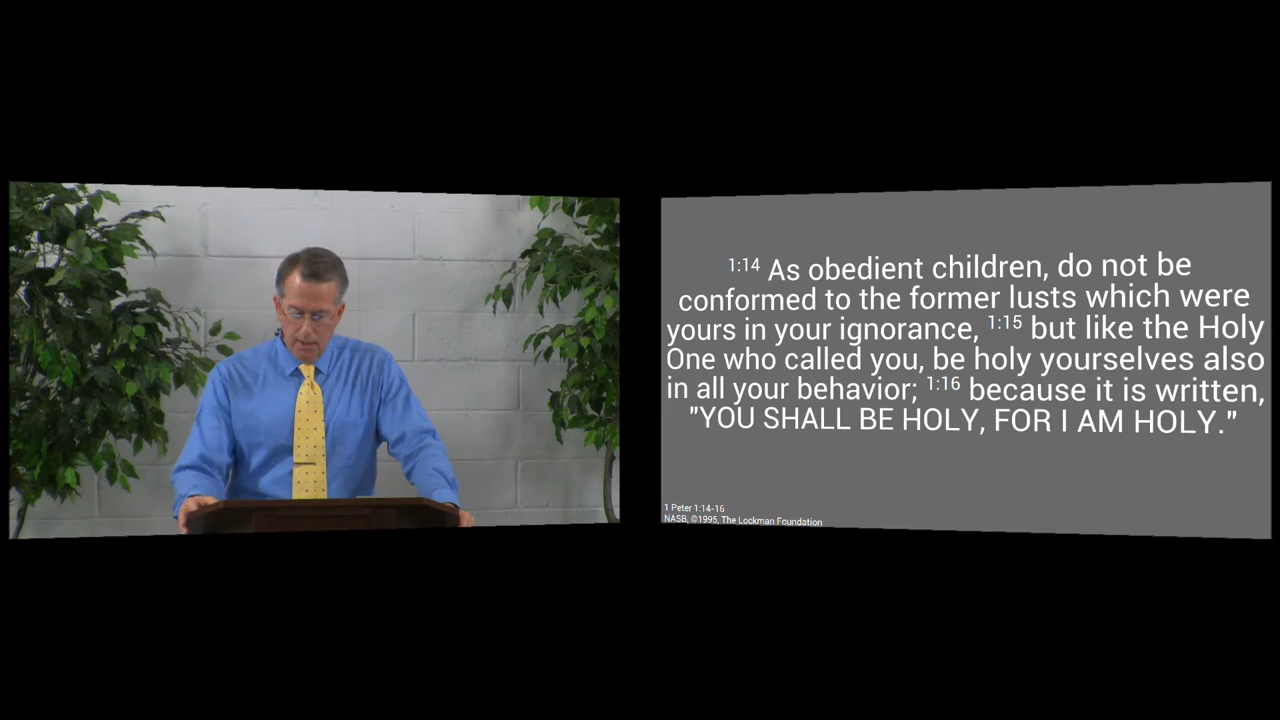 1:14 As obedient children, do not be
conformed to the former lusts which were
yours in your ignorance, 1:15 but like the Holy
One who called you, be holy yourselves also
in all your behavior; 1:16 because it is written,
"YOU SHALL BE HOLY, FOR I AM HOLY."
1 Peter 1:14-16
NASB, ©1995, The Lockman Foundation